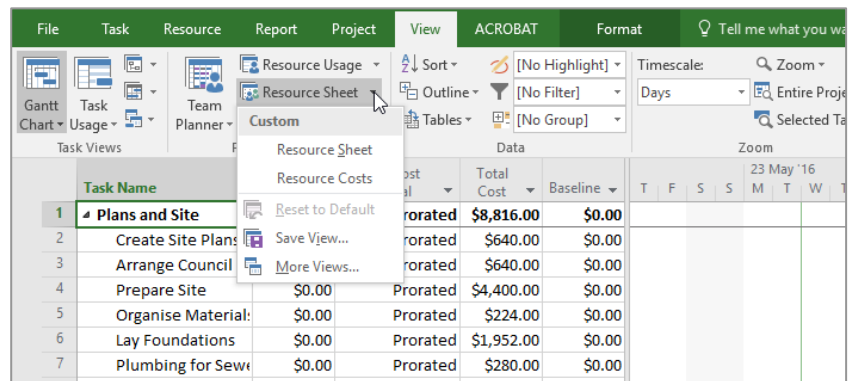 File Task Resource Report Project View ACROBAT Format Tell me what you wa
Resource Usage Sort [No Highlight] Timescale: Zoom
Resource Sheet Outline [No Filter] Days Entire Proje
Gantt Chart Task Usage Team Planner Tables [No Group] Selected Ta
Task Views Data Zoom
Custom
Resource Sheet
Resource Costs
Reset to Default
Save View...
More Views...
Task Name Total Cost Baseline 23 May '16
T F S S M T W T
1 Plans and Site Prorated $8,816.00 $0.00
2 Create Site Plans rorated $640.00 $0.00
3 Arrange Council rorated $640.00 $0.00
4 Prepare Site $0.00 Prorated $4,400.00 $0.00
5 Organise Materials $0.00 Prorated $224.00 $0.00
6 Lay Foundations $0.00 Prorated $1,952.00 $0.00
7 Plumbing for Sewe $0.00 Prorated $280.00 $0.00